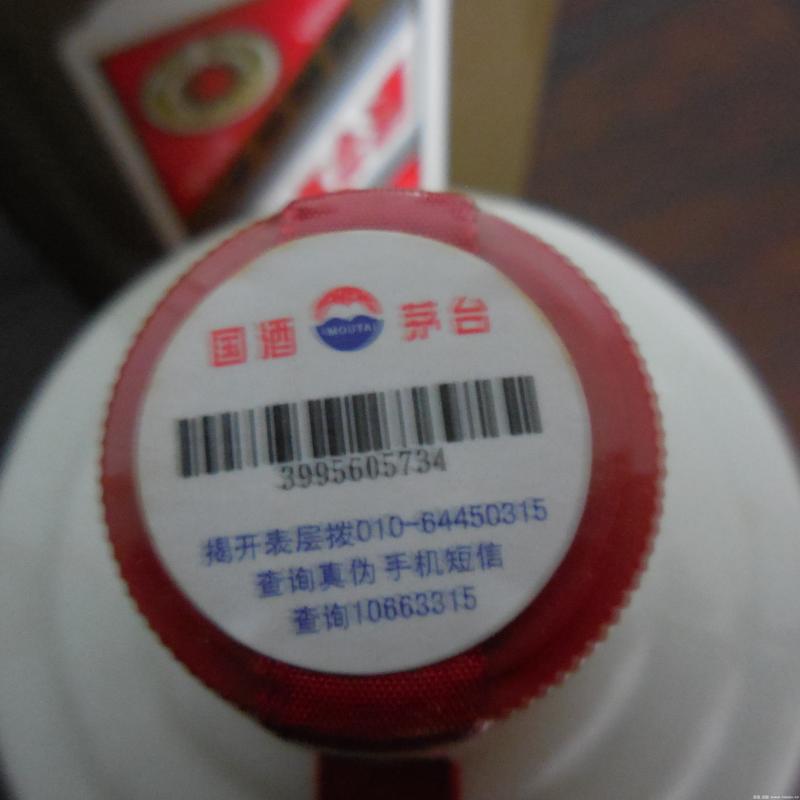 国酒 MOUTAI 茅台
3995605734
揭开表层拨010-64450315
查询真伪 手机短信
查询10663315